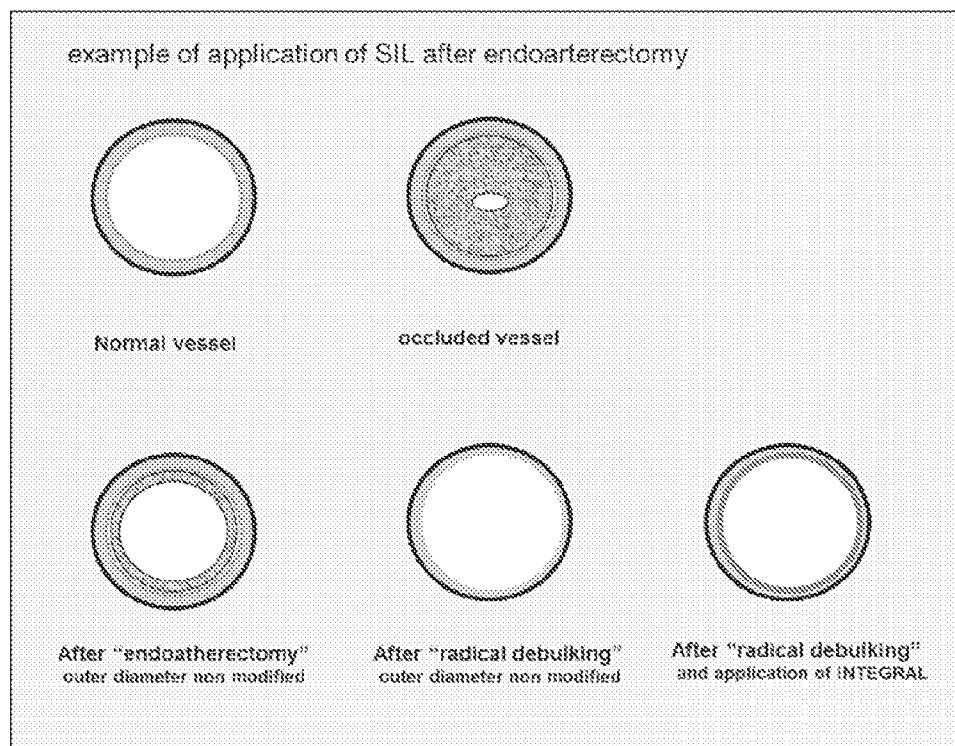 example of application of SIL after endoarterectomy
Normal vessel
occluded vessel
After "endoatherectomy"
outer diameter non modified
After "radical debulking"
outer diameter non modified
After "radical debulking"
and application of INTEGRAL